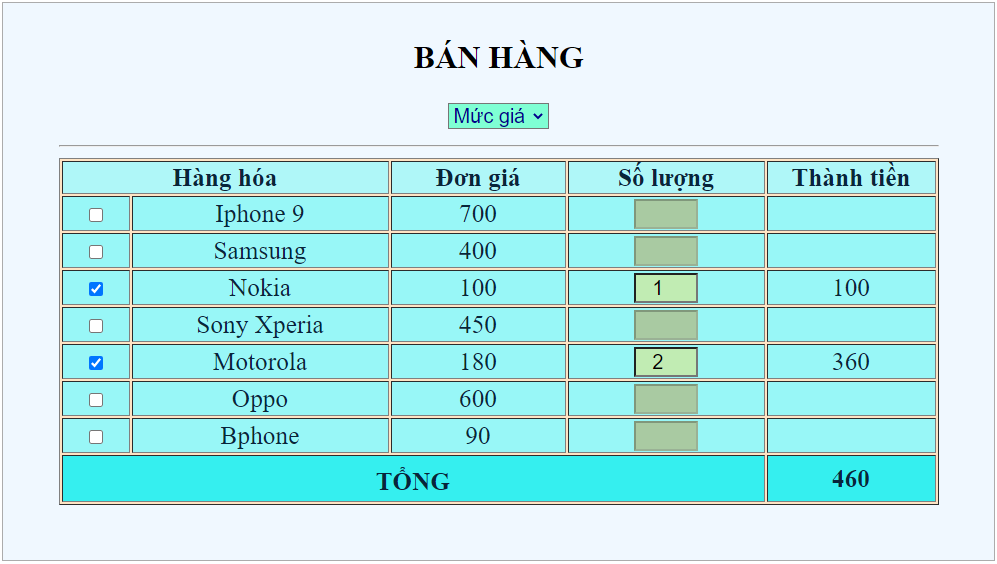 BÁN HÀNG
Mức giá
Hàng hóa Đơn giá Số lượng Thành tiền
Iphone 9 700
Samsung 400
Nokia 100 1 100
Sony Xperia 450
Motorola 180 2 360
Oppo 600
Bphone 90
TỔNG 460